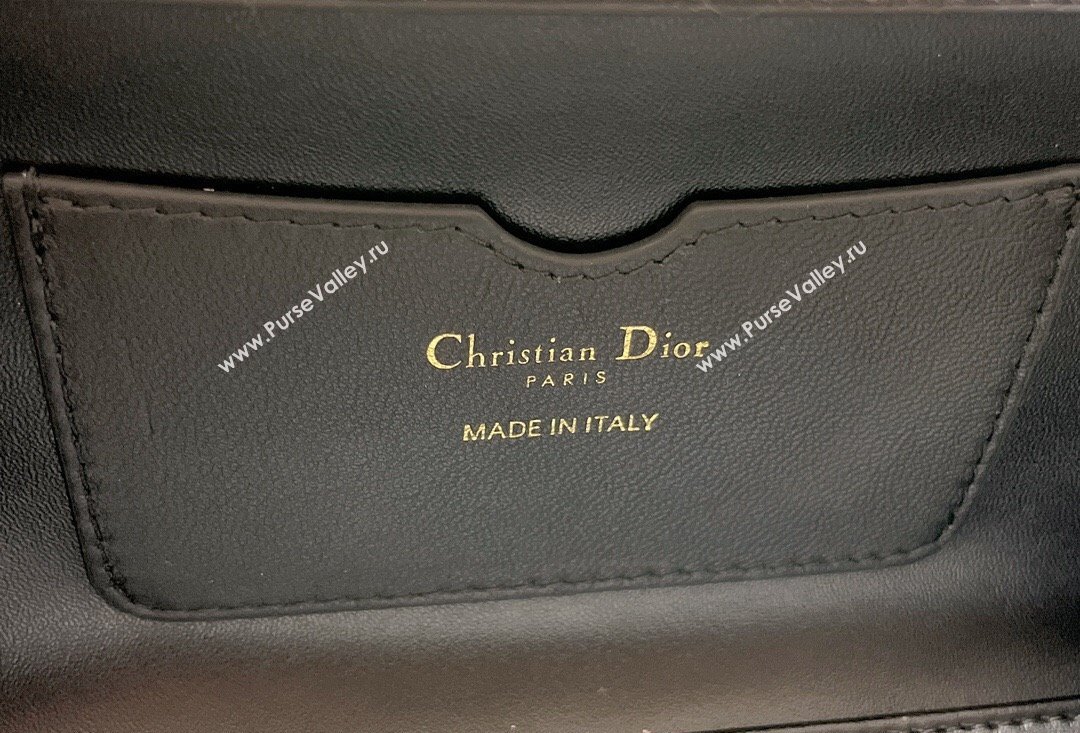 www.PurseValley.ru
www.PurseValley.ru
Christian Dior
PARIS
MADE IN ITALY